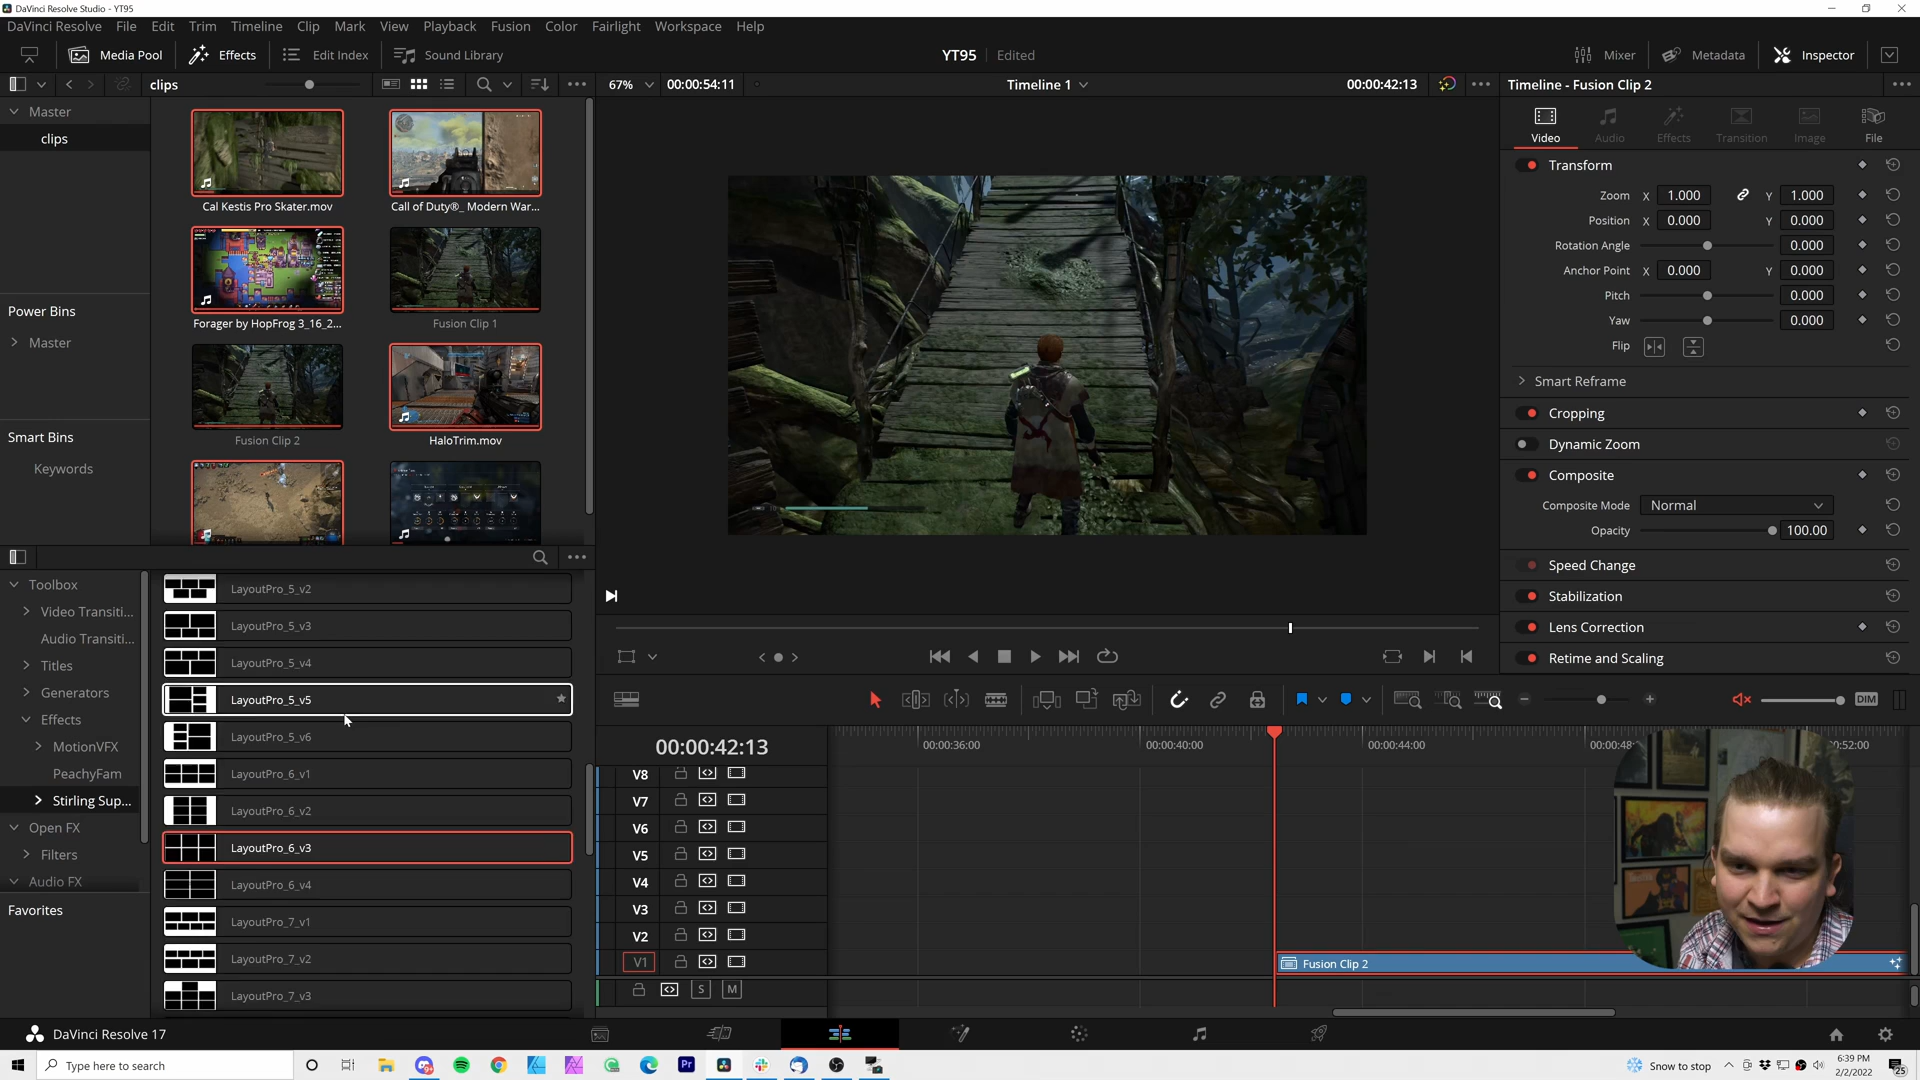 DaVinci Resolve Studio - YT95
DaVinci Resolve File Edit Trim Timeline Clip Mark View Playback Fusion Color Fairlight Workspace Help
Media Pool Effects Edit Index Sound Library YT95 Edited Mixer Metadata Inspector
clips 67% 00:00:54:11 Timeline 1 00:00:42:13 Timeline - Fusion Clip 2
Master
clips
Power Bins
Master
Smart Bins
Keywords
Cal Kestis Pro Skater.mov
Call of Duty®_ Modern War...
Forager by HopFrog 3_16_2...
Fusion Clip 1
Fusion Clip 2
HaloTrim.mov
Video Audio Effects Transition Image File
Transform
Zoom X 1.000 Y 1.000
Position X 0.000 Y 0.000
Rotation Angle 0.000
Anchor Point X 0.000 Y 0.000
Pitch 0.000
Yaw 0.000
Flip
Smart Reframe
Cropping
Dynamic Zoom
Composite
Composite Mode Normal
Opacity 100.00
Speed Change
Stabilization
Lens Correction
Retime and Scaling
Toolbox
Video Transiti...
Audio Transiti...
Titles
Generators
Effects
MotionVFX
PeachyFam
Stirling Sup...
Open FX
Filters
Audio FX
Favorites
LayoutPro_5_v2
LayoutPro_5_v3
LayoutPro_5_v4
LayoutPro_5_v5
LayoutPro_5_v6
LayoutPro_6_v1
LayoutPro_6_v2
LayoutPro_6_v3
LayoutPro_6_v4
LayoutPro_7_v1
LayoutPro_7_v2
LayoutPro_7_v3
DIM
00:00:42:13 00:00:36:00 00:00:40:00 00:00:44:00 00:00:48: :52:00
V8
V7
V6
V5
V4
V3
V2
V1 Fusion Clip 2
S M
DaVinci Resolve 17
Type here to search
Pr
Snow to stop
6:39 PM
2/2/2022
25